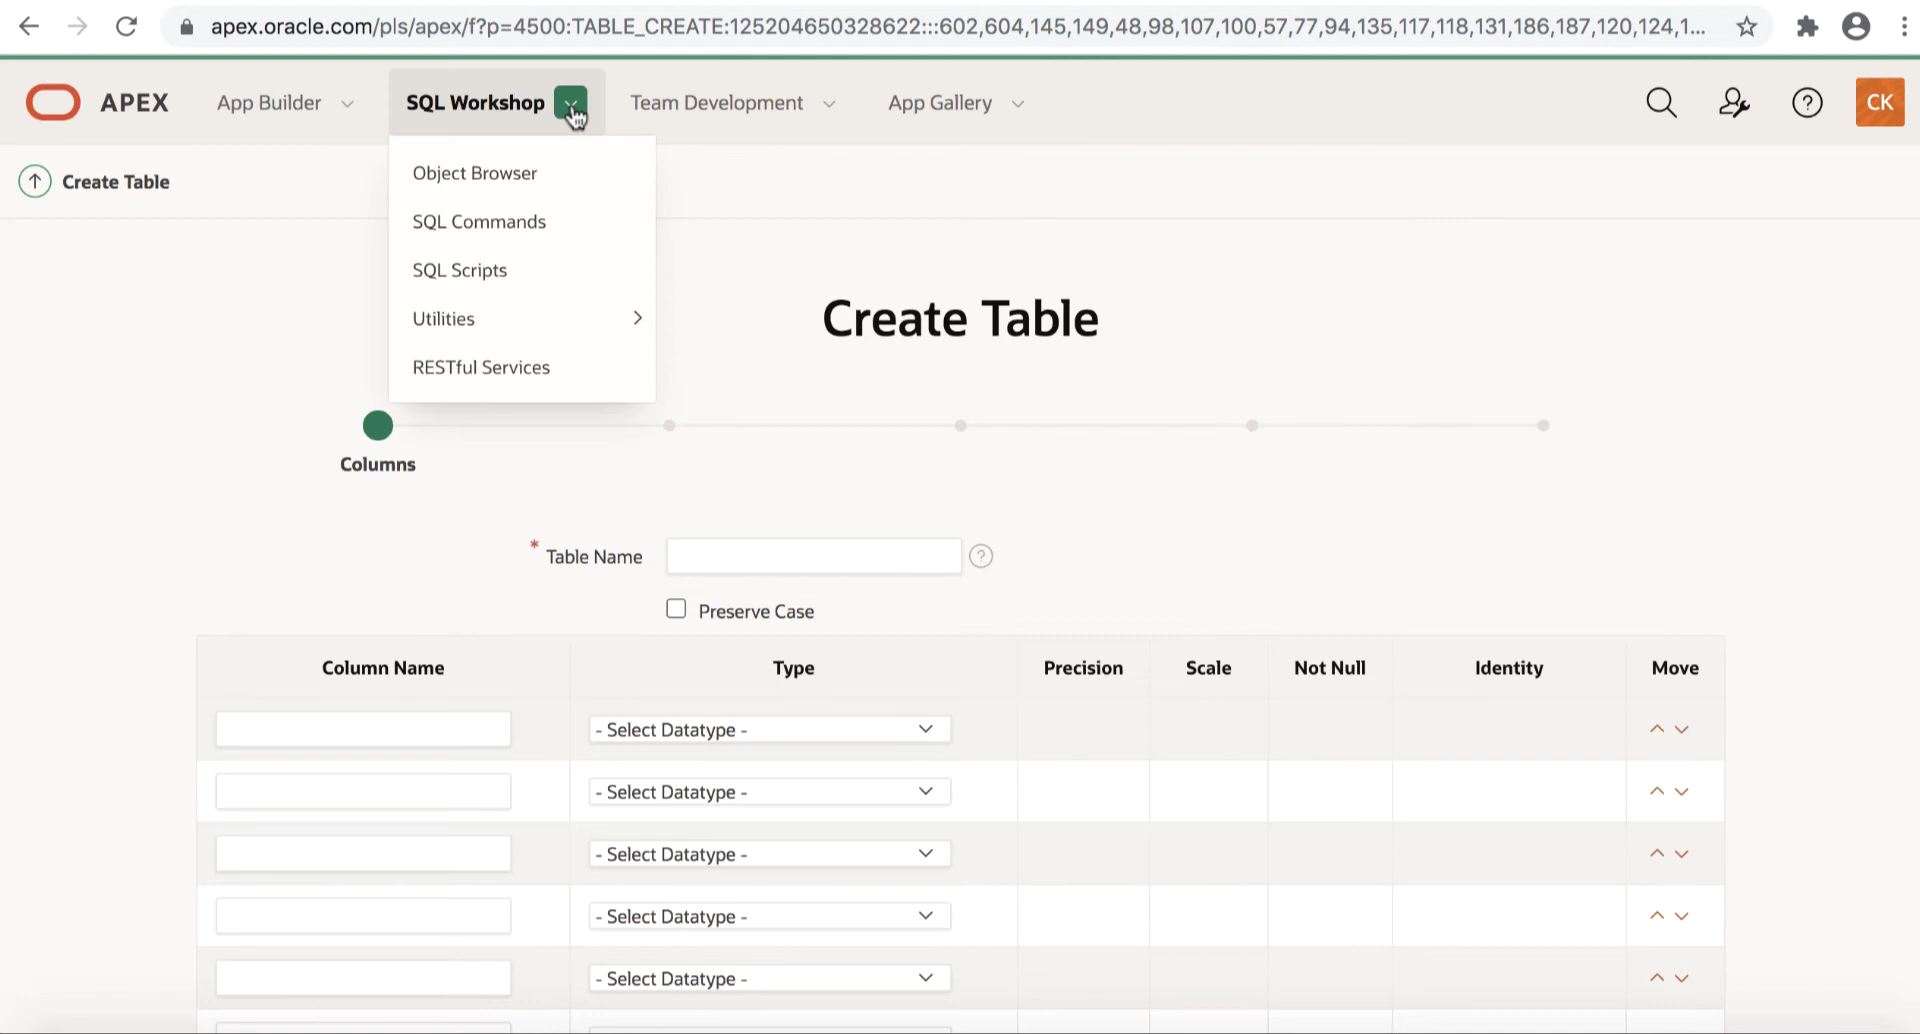 apex.oracle.com/pls/apex/f?p=4500:TABLE_CREATE:125204650328622:::602,604,145,149,48,98,107,100,57,77,94,135,117,118,131,186,187,120,124,1...
APEX App Builder SQL Workshop Team Development App Gallery CK
Create Table
Object Browser
SQL Commands
SQL Scripts
Utilities
RESTful Services
Create Table
Columns
* Table Name
Preserve Case
Column Name Type Precision Scale Not Null Identity Move
- Select Datatype -
- Select Datatype -
- Select Datatype -
- Select Datatype -
- Select Datatype -